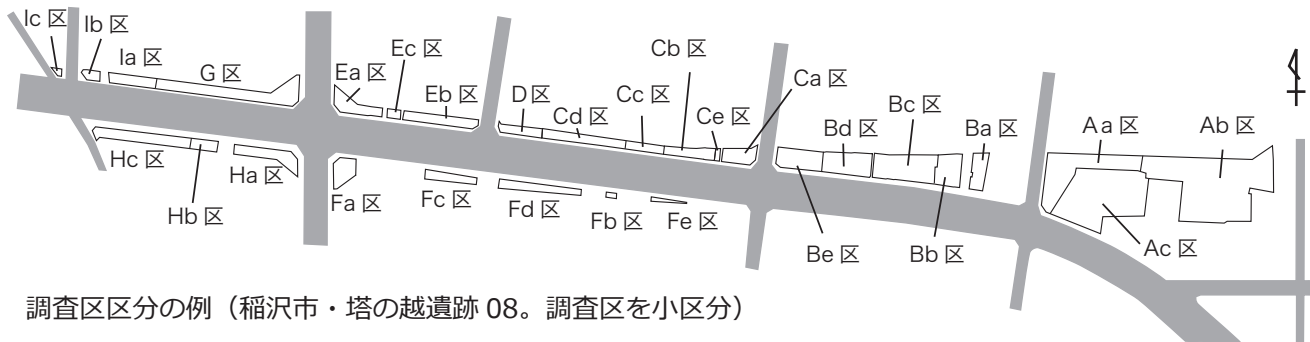 Ic 区
Ib 区
Ia 区
G 区
Ea 区
Ec 区
Eb 区
D 区
Cd 区
Cc 区
Cb 区
Ce 区
Ca 区
Bd 区
Bc 区
Ba 区
Aa 区
Ab 区
Hc 区
Hb 区
Ha 区
Fa 区
Fc 区
Fd 区
Fb 区
Fe 区
Be 区
Bb 区
Ac 区
調査区区分の例（稲沢市・塔の越遺跡 08。調査区を小区分）